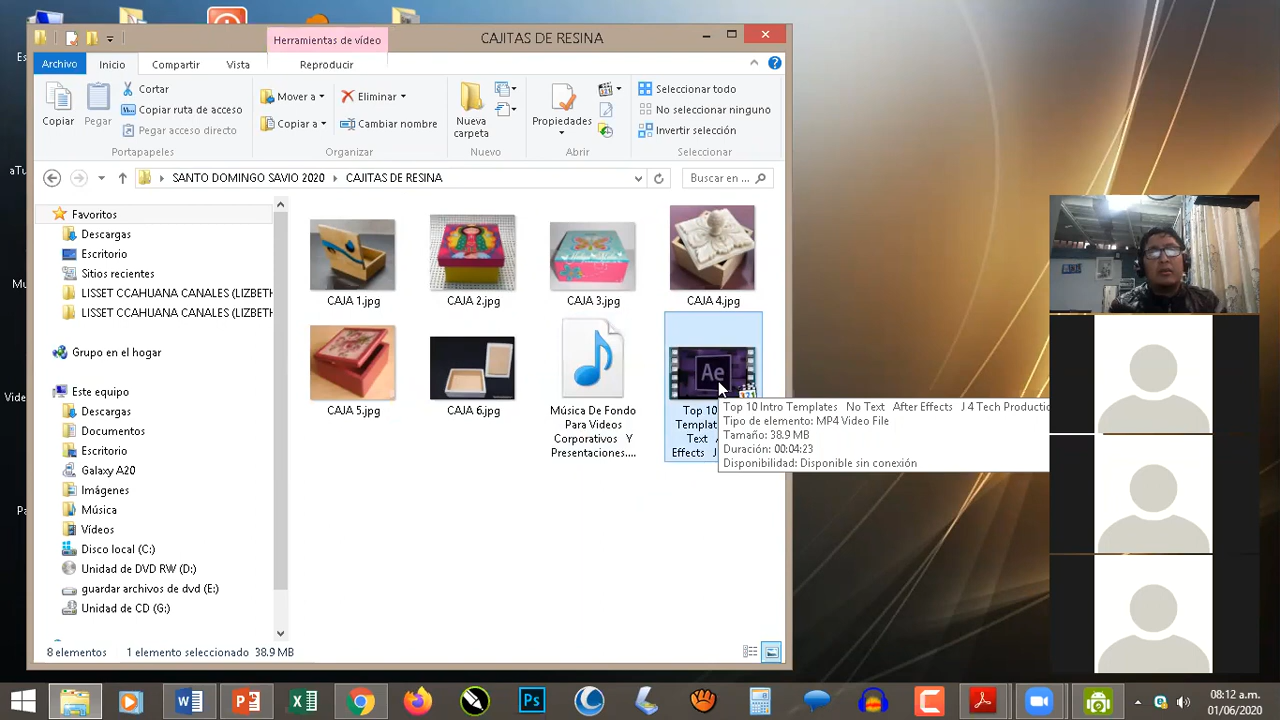 Herramientas de vídeo
CAJITAS DE RESINA
Archivo
Inicio
Compartir
Vista
Reproducir
Copiar
Pegar
Cortar
Copiar ruta de acceso
Pegar acceso directo
Portapapeles
Mover a
Copiar a
Eliminar
Cambiar nombre
Organizar
Nueva
carpeta
Nuevo
Propiedades
Abrir
Seleccionar todo
No seleccionar ninguno
Invertir selección
Seleccionar
SANTO DOMINGO SAVIO 2020
CAJITAS DE RESINA
Buscar en ...
Favoritos
Descargas
Escritorio
Sitios recientes
LISSET CCAHUANA CANALES (LIZBETH
LISSET CCAHUANA CANALES (LIZBETH
Grupo en el hogar
Este equipo
Descargas
Documentos
Escritorio
Galaxy A20
Imágenes
Música
Vídeos
Disco local (C:)
Unidad de DVD RW (D:)
guardar archivos de dvd (E:)
Unidad de CD (G:)
CAJA 1.jpg
CAJA 2.jpg
CAJA 3.jpg
CAJA 4.jpg
CAJA 5.jpg
CAJA 6.jpg
Música De Fondo
Para Videos
Corporativos Y
Presentaciones....
Ae
Top 10
Templat
Text
Effects J
Top 10 Intro Templates No Text After Effects J 4 Tech Productio
Tipo de elemento: MP4 Video File
Tamaño: 38.9 MB
Duración: 00:04:23
Disponibilidad: Disponible sin conexión
8 elementos
1 elemento seleccionado 38.9 MB
Ps
08:12 a.m.
01/06/2020